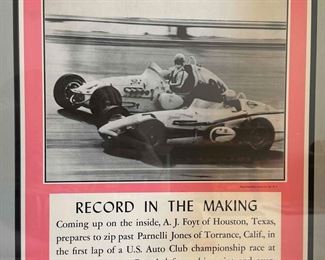 RECORD IN THE MAKING
Coming up on the inside, A. J. Foyt of Houston, Texas,
prepares to zip past Parnelli Jones of Torrance, Calif., in
the first lap of a U.S. Auto Club championship race at